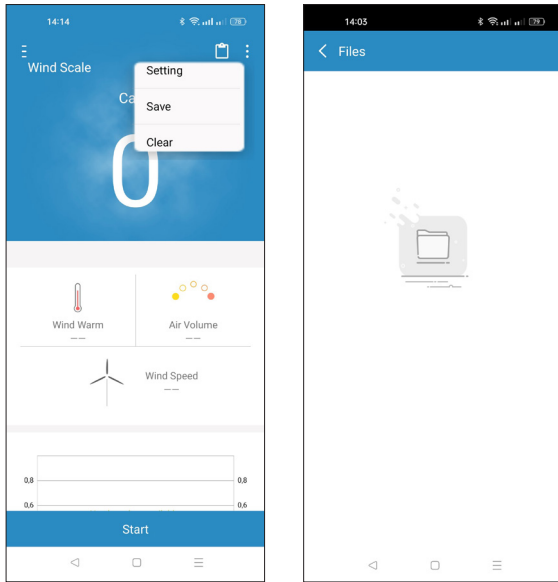 14:14
78
Wind Scale
Setting
Ca
Save
Clear
0
Wind Warm
--
Air Volume
--
Wind Speed
--
0,8
0,8
0,6
0,6
Start
14:03
79
Files